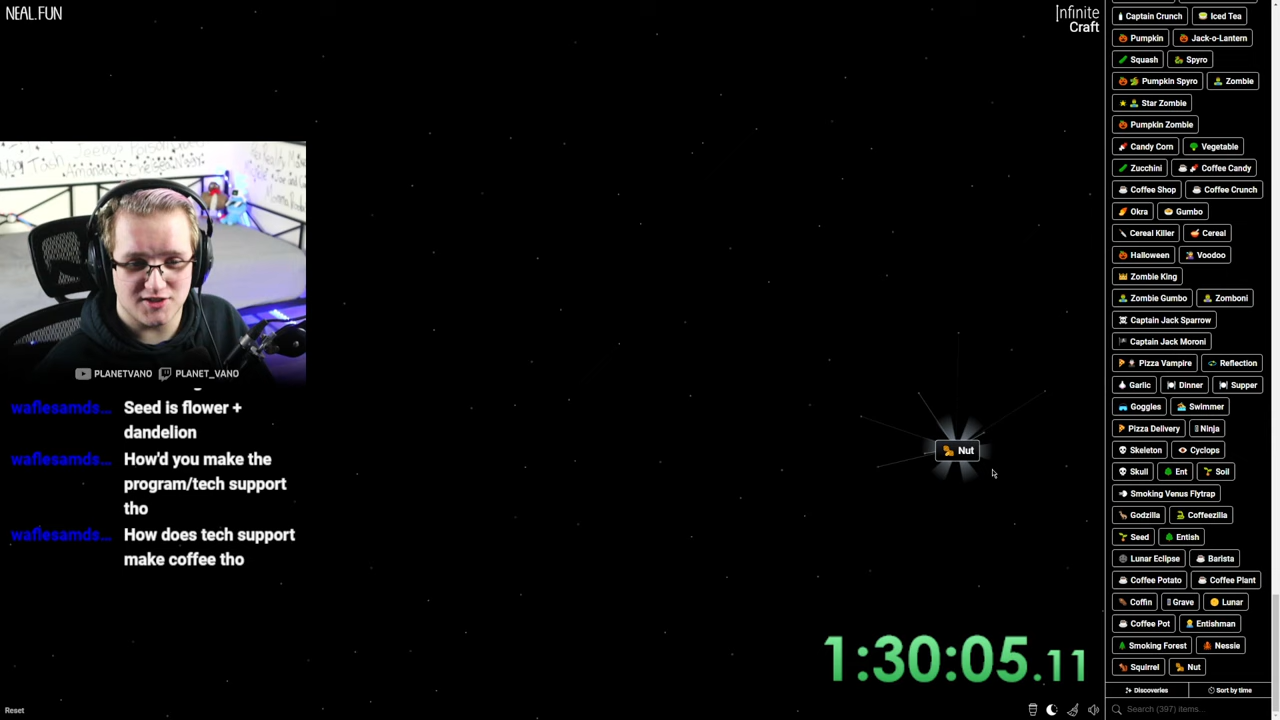 NEAL.FUN
Infinite
Craft
Captain Crunch Iced Tea
Pumpkin Jack-o-Lantern
Squash Spyro
Pumpkin Spyro Zombie
Star Zombie
Pumpkin Zombie
Candy Corn Vegetable
Zucchini Coffee Candy
Coffee Shop Coffee Crunch
Okra Gumbo
Cereal Killer Cereal
Halloween Voodoo
Zombie King
Zombie Gumbo Zomboni
Captain Jack Sparrow
Captain Jack Moroni
Pizza Vampire Reflection
Garlic Dinner Supper
Goggles Swimmer
Pizza Delivery Ninja
Skeleton Cyclops
Skull Ent Soil
Smoking Venus Flytrap
Godzilla Coffeezilla
Seed Entish
Lunar Eclipse Barista
Coffee Potato Coffee Plant
Coffin Grave Lunar
Coffee Pot Entishman
Smoking Forest Nessie
Squirrel Nut
Discoveries Sort by time
Search (397) items...
PLANETVANO PLANET_VANO
waflesamds... Seed is flower +
dandelion
waflesamds... How'd you make the
program/tech support
tho
waflesamds... How does tech support
make coffee tho
Nut
1:30:05.11
Reset